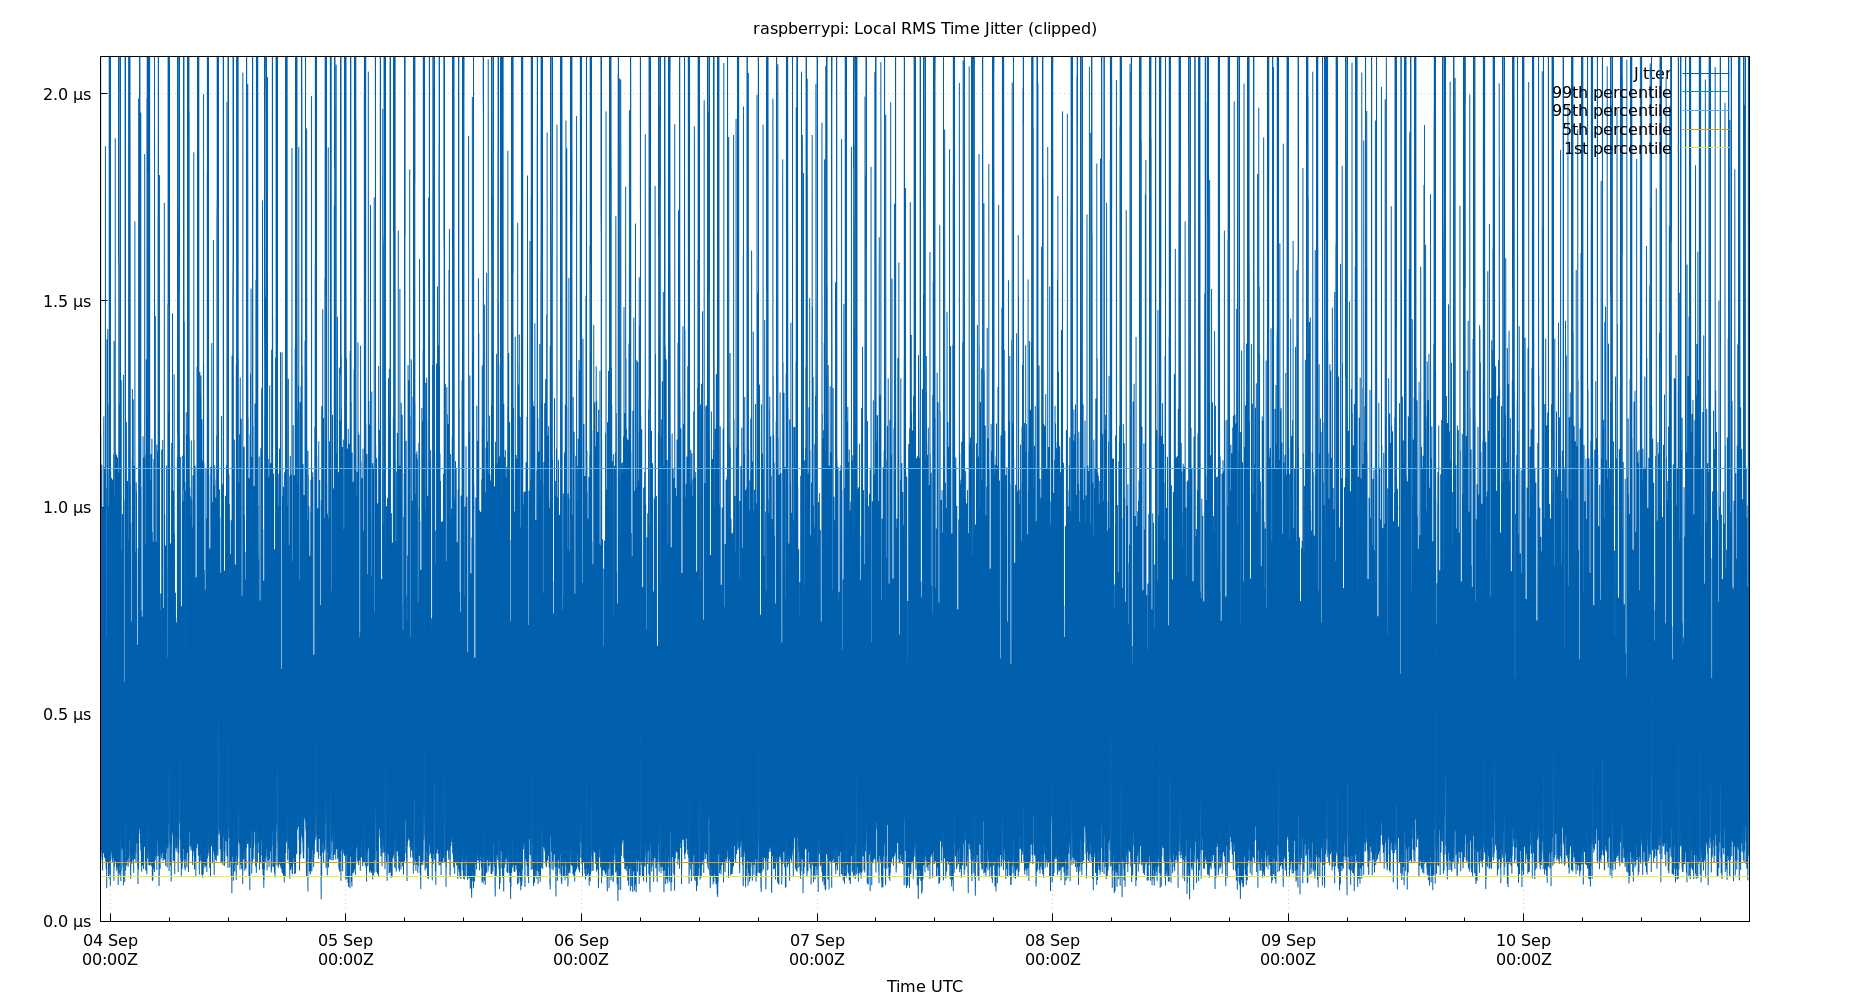 raspberrypi: Local RMS Time Jitter (clipped)
Jitter
99th percentile
95th percentile
5th percentile
1st percentile
2.0 µs
1.5 µs
1.0 µs
0.5 µs
0.0 µs
04 Sep 05 Sep 06 Sep 07 Sep 08 Sep 09 Sep 10 Sep
00:00Z 00:00Z 00:00Z 00:00Z 00:00Z 00:00Z 00:00Z
Time UTC